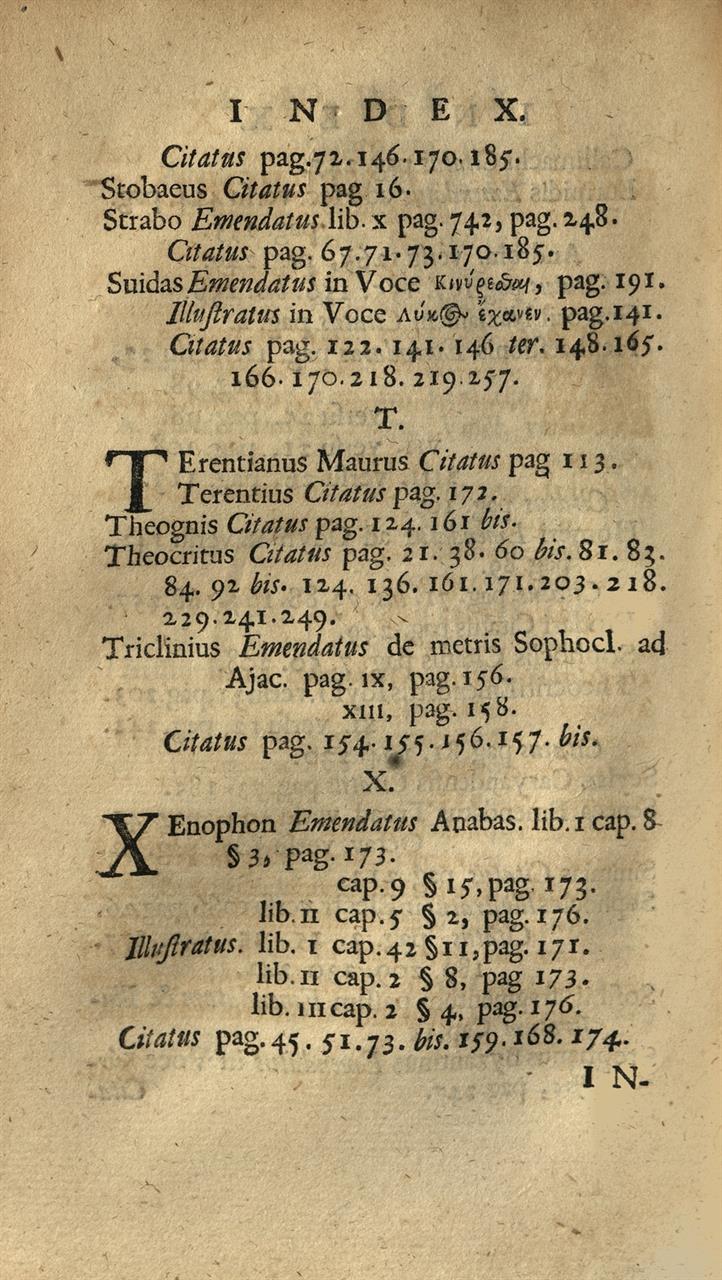 I N D E X.
Citatus pag.72.146.170.185.
Stobaeus Citatus pag 16.
Strabo Emendatus lib. x pag. 742, pag. 248.
Citatus pag. 67.71.73.170.185.
Suidas Emendatus in Voce pag. 191.
Illuſtratus in Voce Λύκος ἔχανεν. pag.141.
Citatus pag. 122. 141. 146 ter. 148.165.
166. 170.218. 219.257.
T.
TErentianus Maurus Citatus pag 113.
Terentius Citatus pag. 172.
Theognis Citatus pag. 124. 161 bis.
Theocritus Citatus pag. 21. 38. 60 bis. 81. 83.
84. 92 bis. 124. 136. 161. 171.203.218.
229.241.249.
Triclinius Emendatus de metris Sophocl. ad
Ajac. pag. ix, pag. 156.
xiii, pag. 158.
Citatus pag. 154.155.156.157. bis.
X.
XEnophon Emendatus Anabas. lib. 1 cap. 8
§ 3, pag. 173.
cap. 9 § 15, pag. 173.
lib. II cap. 5 § 2, pag. 176.
Illuſtratus. lib. I cap. 42 § 11, pag. 171.
lib. II cap. 2 § 8, pag 173.
lib. III cap. 2 § 4, pag. 176.
Citatus pag. 45. 51.73. bis. 159. 168. 174.
I N-